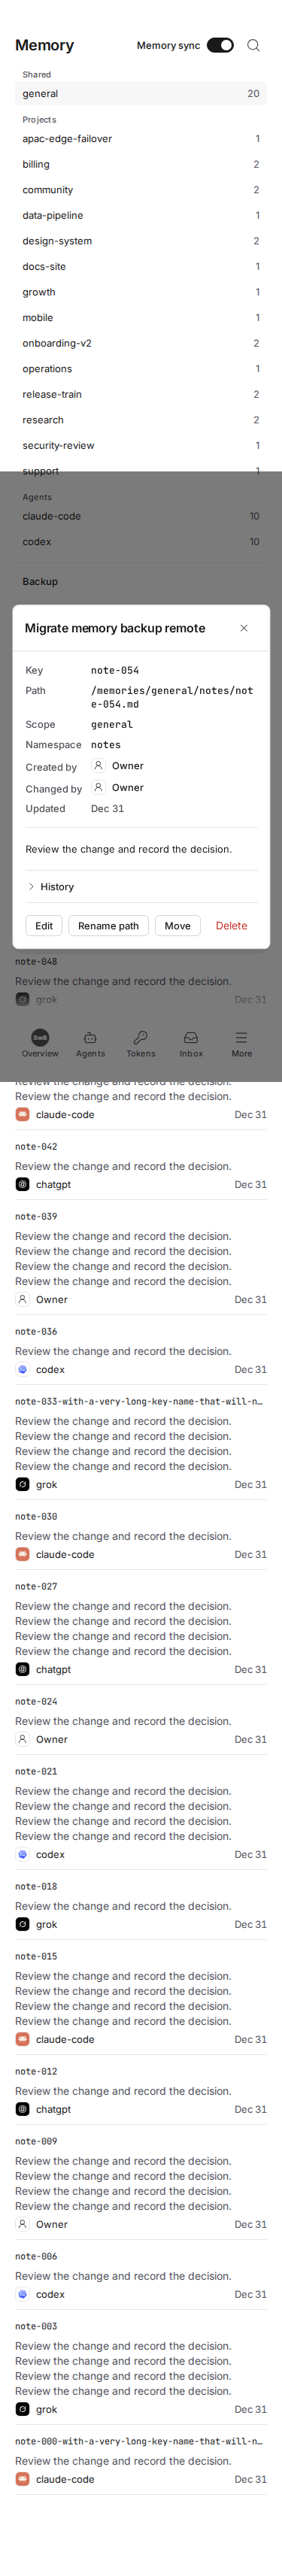 Memory
Memory sync
Shared
general 20
Projects
apac-edge-failover 1
billing 2
community 2
data-pipeline 1
design-system 2
docs-site 1
growth 1
mobile 1
onboarding-v2 2
operations 1
release-train 2
research 2
security-review 1
support 1
Agents
claude-code 10
codex 10
Backup
Migrate memory backup remote
Key note-054
Path /memories/general/notes/not
e-054.md
Scope general
Namespace notes
Created by Owner
Changed by Owner
Updated Dec 31
Review the change and record the decision.
History
Edit Rename path Move Delete
note-048
Review the change and record the decision.
grok Dec 31
Overview Agents Tokens Inbox More
Review the change and record the decision.
Review the change and record the decision.
claude-code Dec 31
note-042
Review the change and record the decision.
chatgpt Dec 31
note-039
Review the change and record the decision.
Review the change and record the decision.
Review the change and record the decision.
Review the change and record the decision.
Owner Dec 31
note-036
Review the change and record the decision.
codex Dec 31
note-033-with-a-very-long-key-name-that-will-n…
Review the change and record the decision.
Review the change and record the decision.
Review the change and record the decision.
Review the change and record the decision.
grok Dec 31
note-030
Review the change and record the decision.
claude-code Dec 31
note-027
Review the change and record the decision.
Review the change and record the decision.
Review the change and record the decision.
Review the change and record the decision.
chatgpt Dec 31
note-024
Review the change and record the decision.
Owner Dec 31
note-021
Review the change and record the decision.
Review the change and record the decision.
Review the change and record the decision.
Review the change and record the decision.
codex Dec 31
note-018
Review the change and record the decision.
grok Dec 31
note-015
Review the change and record the decision.
Review the change and record the decision.
Review the change and record the decision.
Review the change and record the decision.
claude-code Dec 31
note-012
Review the change and record the decision.
chatgpt Dec 31
note-009
Review the change and record the decision.
Review the change and record the decision.
Review the change and record the decision.
Review the change and record the decision.
Owner Dec 31
note-006
Review the change and record the decision.
codex Dec 31
note-003
Review the change and record the decision.
Review the change and record the decision.
Review the change and record the decision.
Review the change and record the decision.
grok Dec 31
note-000-with-a-very-long-key-name-that-will-n…
Review the change and record the decision.
claude-code Dec 31